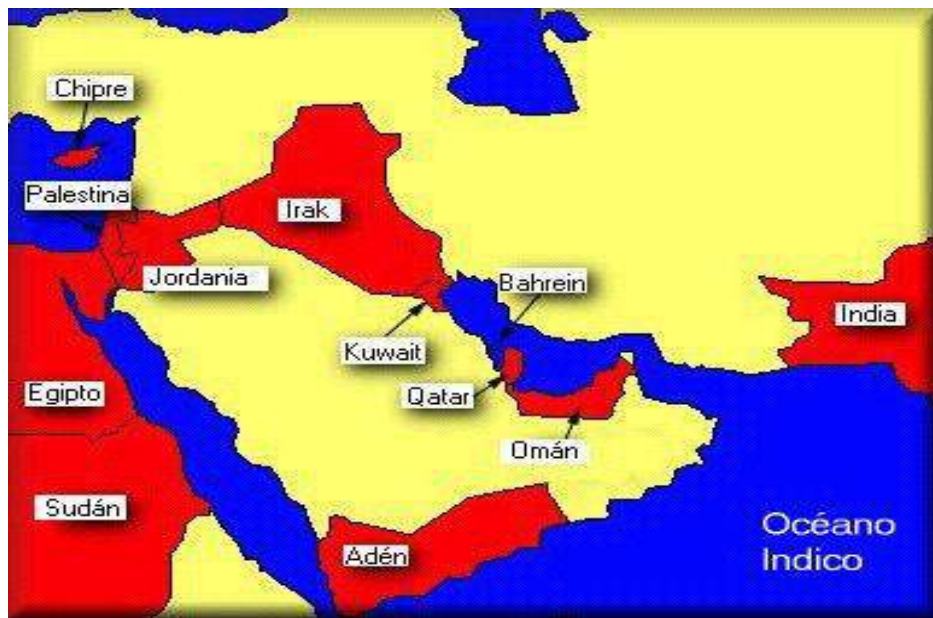 Chipre
Palestina
Irak
Jordania
Bahrein
India
Kuwait
Egipto
Qatar
Omán
Sudán
Adén
Océano
Indico